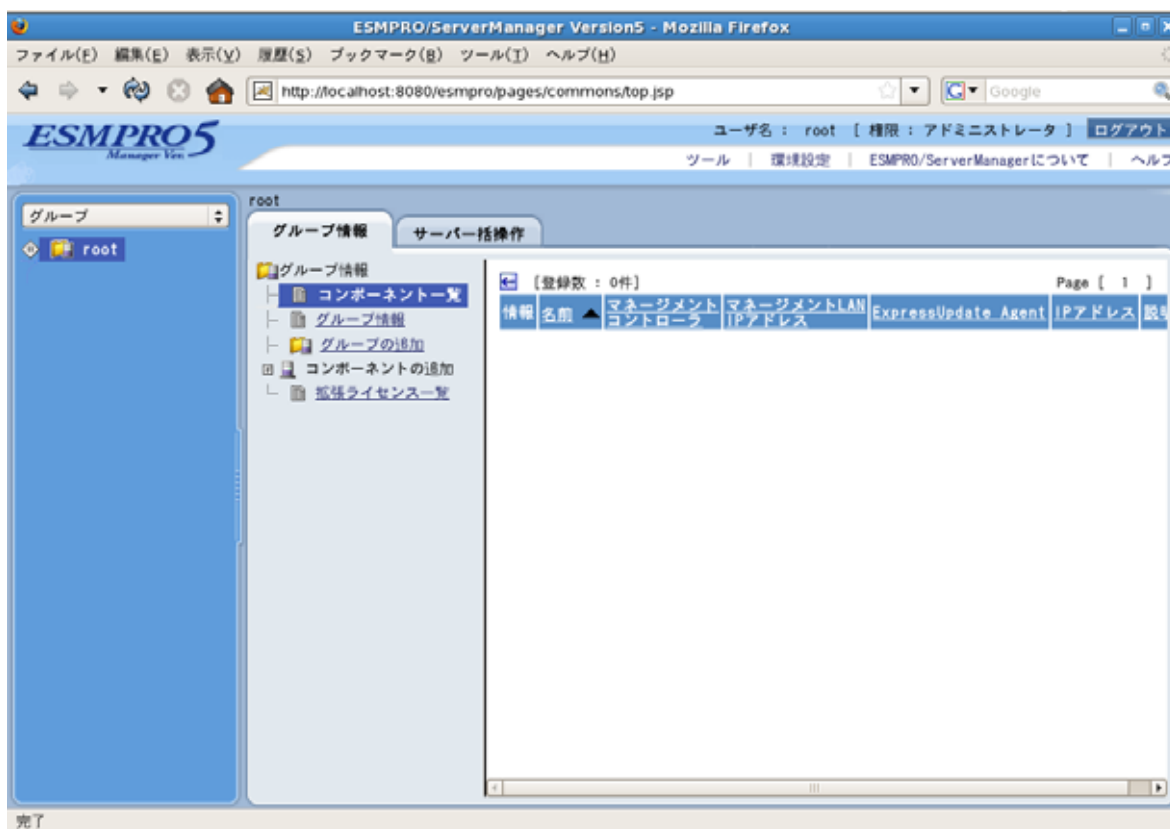 ESMPRO/ServerManager Version5 - Mozilla Firefox
ファイル(F) 編集(E) 表示(V) 履歴(S) ブックマーク(B) ツール(T) ヘルプ(H)
http://localhost:8080/esmpro/pages/commons/top.jsp
Google
ESMPRO5
Manager Ver.
ユーザ名 : root [ 権限 : アドミニストレータ ] ログアウト
ツール | 環境設定 | ESMPRO/ServerManagerについて | ヘルプ
グループ
root
root
グループ情報 サーバ一括操作
グループ情報
コンポーネント一覧
グループ情報
グループの追加
コンポーネントの追加
拡張ライセンス一覧
[登録数 : 0件] Page [ 1 ]
情報 名前 マネージメントコントローラ マネージメントLAN IPアドレス ExpressUpdate Agent IPアドレス 説明
完了